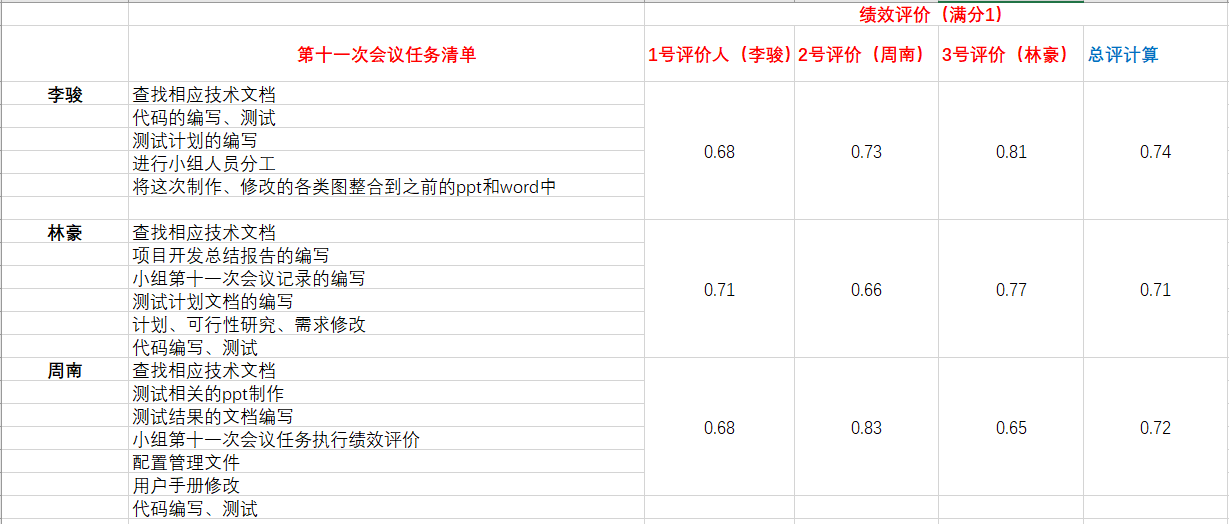 绩效评价（满分1）
第十一次会议任务清单 1号评价人（李骏） 2号评价（周南） 3号评价（林豪） 总评计算
李骏 查找相应技术文档
代码的编写、测试
测试计划的编写
0.68 0.73 0.81 0.74
进行小组人员分工
将这次制作、修改的各类图整合到之前的ppt和word中
林豪 查找相应技术文档
项目开发总结报告的编写
小组第十一次会议记录的编写
0.71 0.66 0.77 0.71
测试计划文档的编写
计划、可行性研究、需求修改
代码编写、测试
周南 查找相应技术文档
测试相关的ppt制作
测试结果的文档编写
0.68 0.83 0.65 0.72
小组第十一次会议任务执行绩效评价
配置管理文件
用户手册修改
代码编写、测试